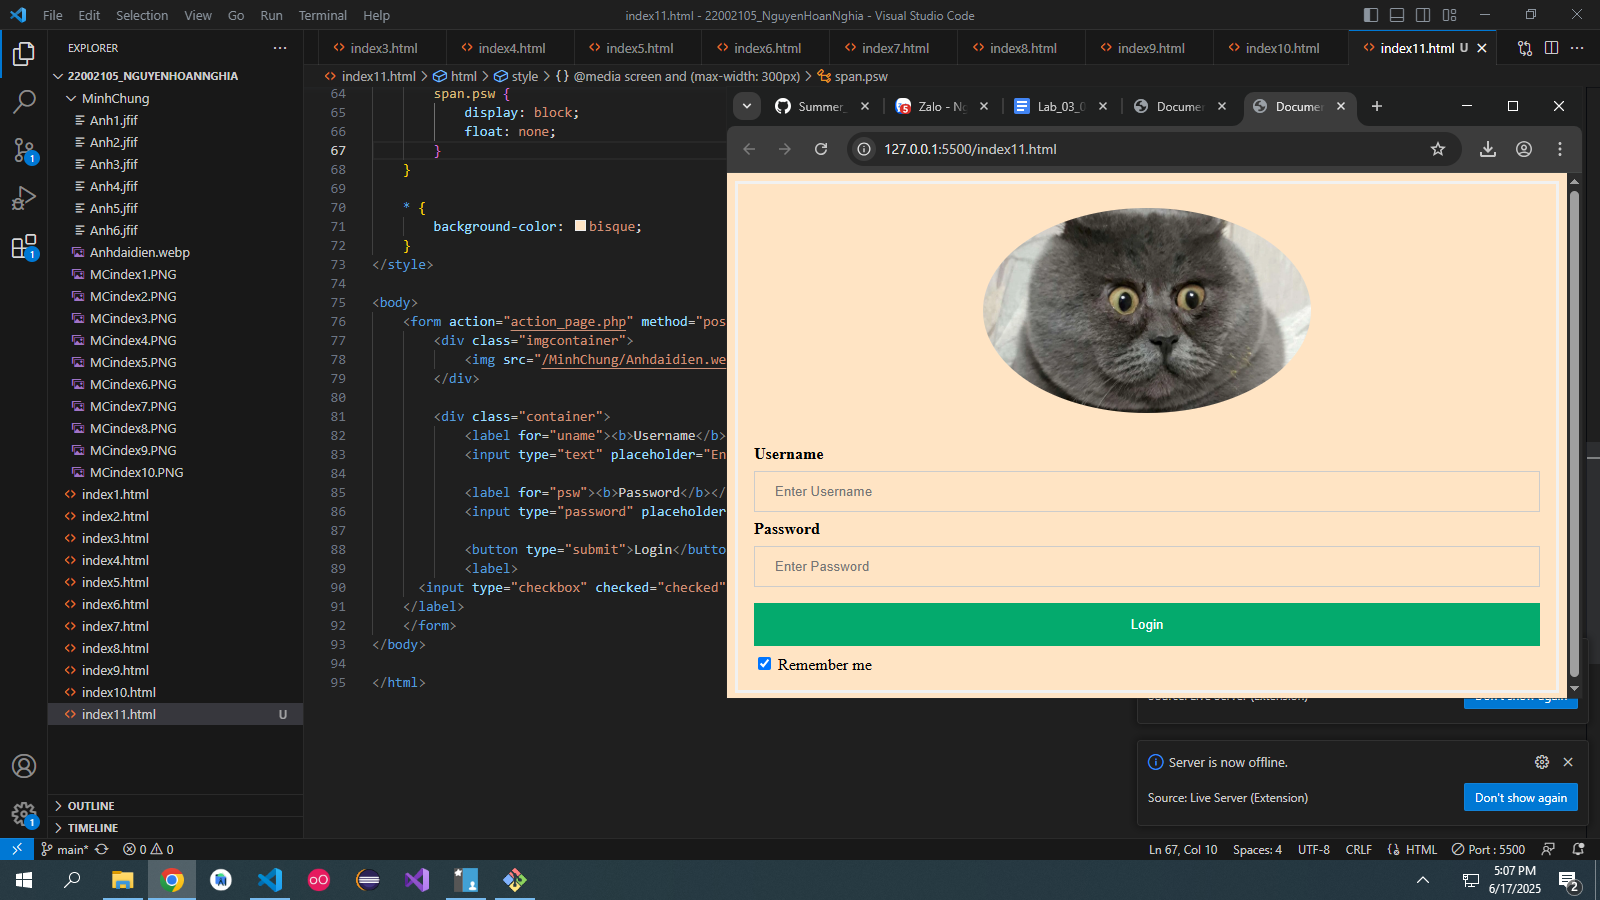 File Edit Selection View Go Run Terminal Help
index11.html - 22002105_NguyenHoanNghia - Visual Studio Code
EXPLORER
22002105_NGUYENHOANNGHIA
MinhChung
Anh1.jfif
Anh2.jfif
Anh3.jfif
Anh4.jfif
Anh5.jfif
Anh6.jfif
Anhdaidien.webp
MCindex1.PNG
MCindex2.PNG
MCindex3.PNG
MCindex4.PNG
MCindex5.PNG
MCindex6.PNG
MCindex7.PNG
MCindex8.PNG
MCindex9.PNG
MCindex10.PNG
index1.html
index2.html
index3.html
index4.html
index5.html
index6.html
index7.html
index8.html
index9.html
index10.html
index11.html U
OUTLINE
TIMELINE
1
1
1
index3.html index4.html index5.html index6.html index7.html index8.html index9.html index10.html index11.html U
index11.html > html > style > {} @media screen and (max-width: 300px) > span.psw
64 span.psw {
65 display: block;
66 float: none;
67 }
68 }
69
70 * {
71 background-color: bisque;
72 }
73 </style>
74
75 <body>
76 <form action="action_page.php" method="pos
77 <div class="imgcontainer">
78 <img src="/MinhChung/Anhdaidien.we
79 </div>
80
81 <div class="container">
82 <label for="uname"><b>Username</b>
83 <input type="text" placeholder="En
84
85 <label for="psw"><b>Password</b></
86 <input type="password" placeholder
87
88 <button type="submit">Login</butto
89 <label>
90 <input type="checkbox" checked="checked"
91 </label>
92 </form>
93 </body>
94
95 </html>
Summer_ Zalo - Ng Lab_03_0 Documen Documen
127.0.0.1:5500/index11.html
Username
Enter Username
Password
Enter Password
Login
Remember me
Source: Live Server (Extension) Don't show again
Server is now offline.
Source: Live Server (Extension) Don't show again
main* 0 0
Ln 67, Col 10 Spaces: 4 UTF-8 CRLF HTML Port : 5500
5:07 PM
6/17/2025
2